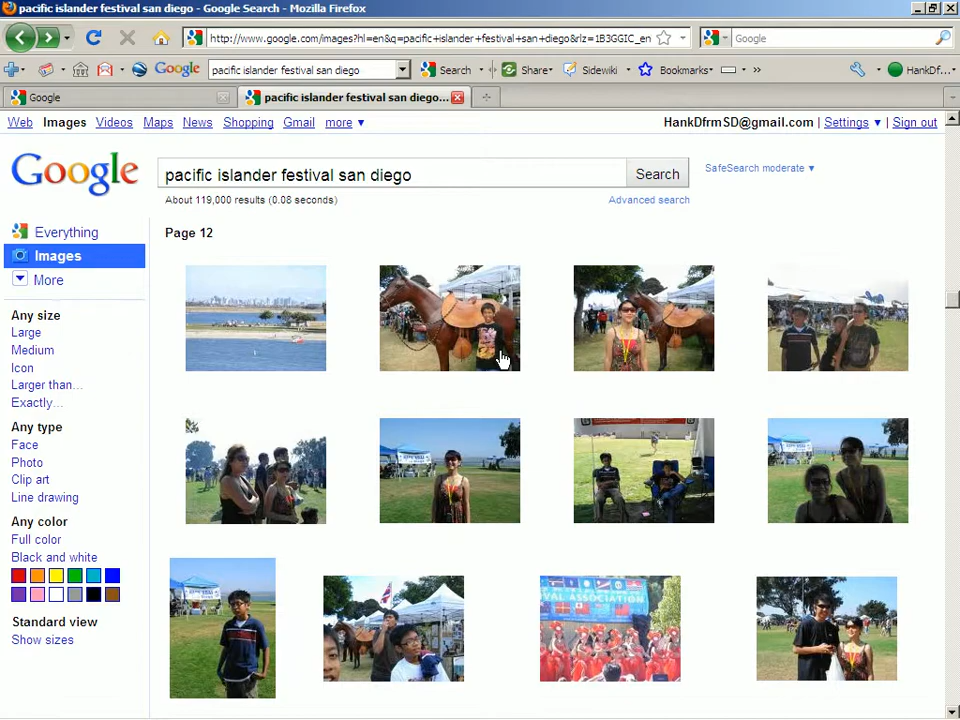 pacific islander festival san diego - Google Search - Mozilla Firefox
http://www.google.com/images?hl=en&q=pacific+islander+festival+san+diego&rlz=1B3GGIC_en
Google
Google
pacific islander festival san diego
Search
Share
Sidewiki
Bookmarks
»
HankDf...
Google
pacific islander festival san diego...
Web Images Videos Maps News Shopping Gmail more ▼
HankDfrmSD@gmail.com | Settings ▼ | Sign out
Google
pacific islander festival san diego
Search
SafeSearch moderate ▼
About 119,000 results (0.08 seconds)
Advanced search
Everything
Images
More
Page 12
Any size
Large
Medium
Icon
Larger than...
Exactly...
Any type
Face
Photo
Clip art
Line drawing
Any color
Full color
Black and white
Standard view
Show sizes
VAL ASSOCIATION